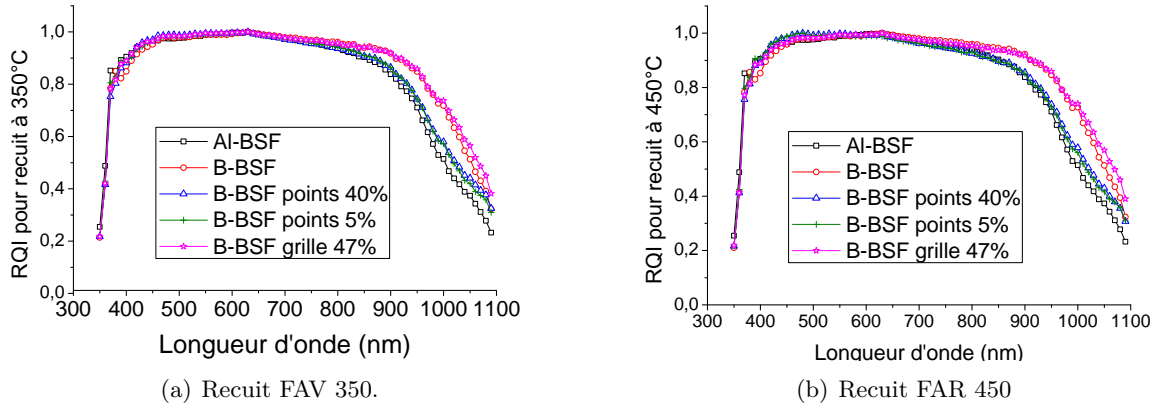 RQI pour recuit à 350°C
1,0
0,8
0,6
0,4
0,2
0,0
Al-BSF
B-BSF
B-BSF points 40%
B-BSF points 5%
B-BSF grille 47%
300 400 500 600 700 800 900 1000 1100
Longueur d'onde (nm)
(a) Recuit FAV 350.
RQI pour recuit à 450°C
1,0
0,8
0,6
0,4
0,2
0,0
Al-BSF
B-BSF
B-BSF points 40%
B-BSF points 5%
B-BSF grille 47%
300 400 500 600 700 800 900 1000 1100
Longueur d'onde (nm)
(b) Recuit FAR 450